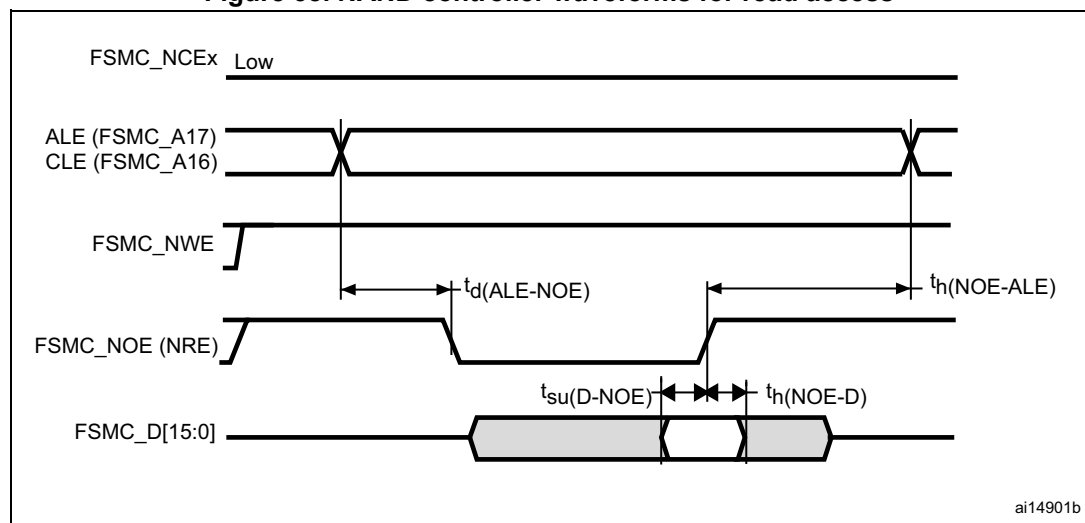 FSMC_NCEx Low
ALE (FSMC_A17)
CLE (FSMC_A16)
FSMC_NWE
td(ALE-NOE)
th(NOE-ALE)
FSMC_NOE (NRE)
tsu(D-NOE)
th(NOE-D)
FSMC_D[15:0]
ai14901b